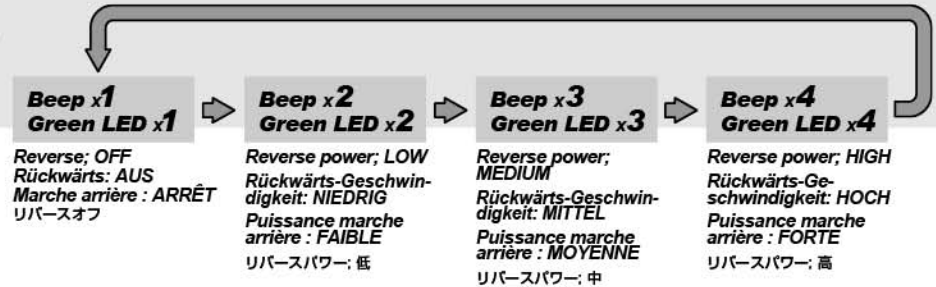 Beep x1
Green LED x1
Reverse; OFF
Rückwärts: AUS
Marche arrière : ARRÊT
リバースオフ
Beep x2
Green LED x2
Reverse power; LOW
Rückwärts-Geschwin-
digkeit: NIEDRIG
Puissance marche
arrière : FAIBLE
リバースパワー; 低
Beep x3
Green LED x3
Reverse power;
MEDIUM
Rückwärts-Geschwin-
digkeit: MITTEL
Puissance marche
arrière : MOYENNE
リバースパワー; 中
Beep x4
Green LED x4
Reverse power; HIGH
Rückwärts-Ge-
schwindigkeit: HOCH
Puissance marche
arrière : FORTE
リバースパワー; 高